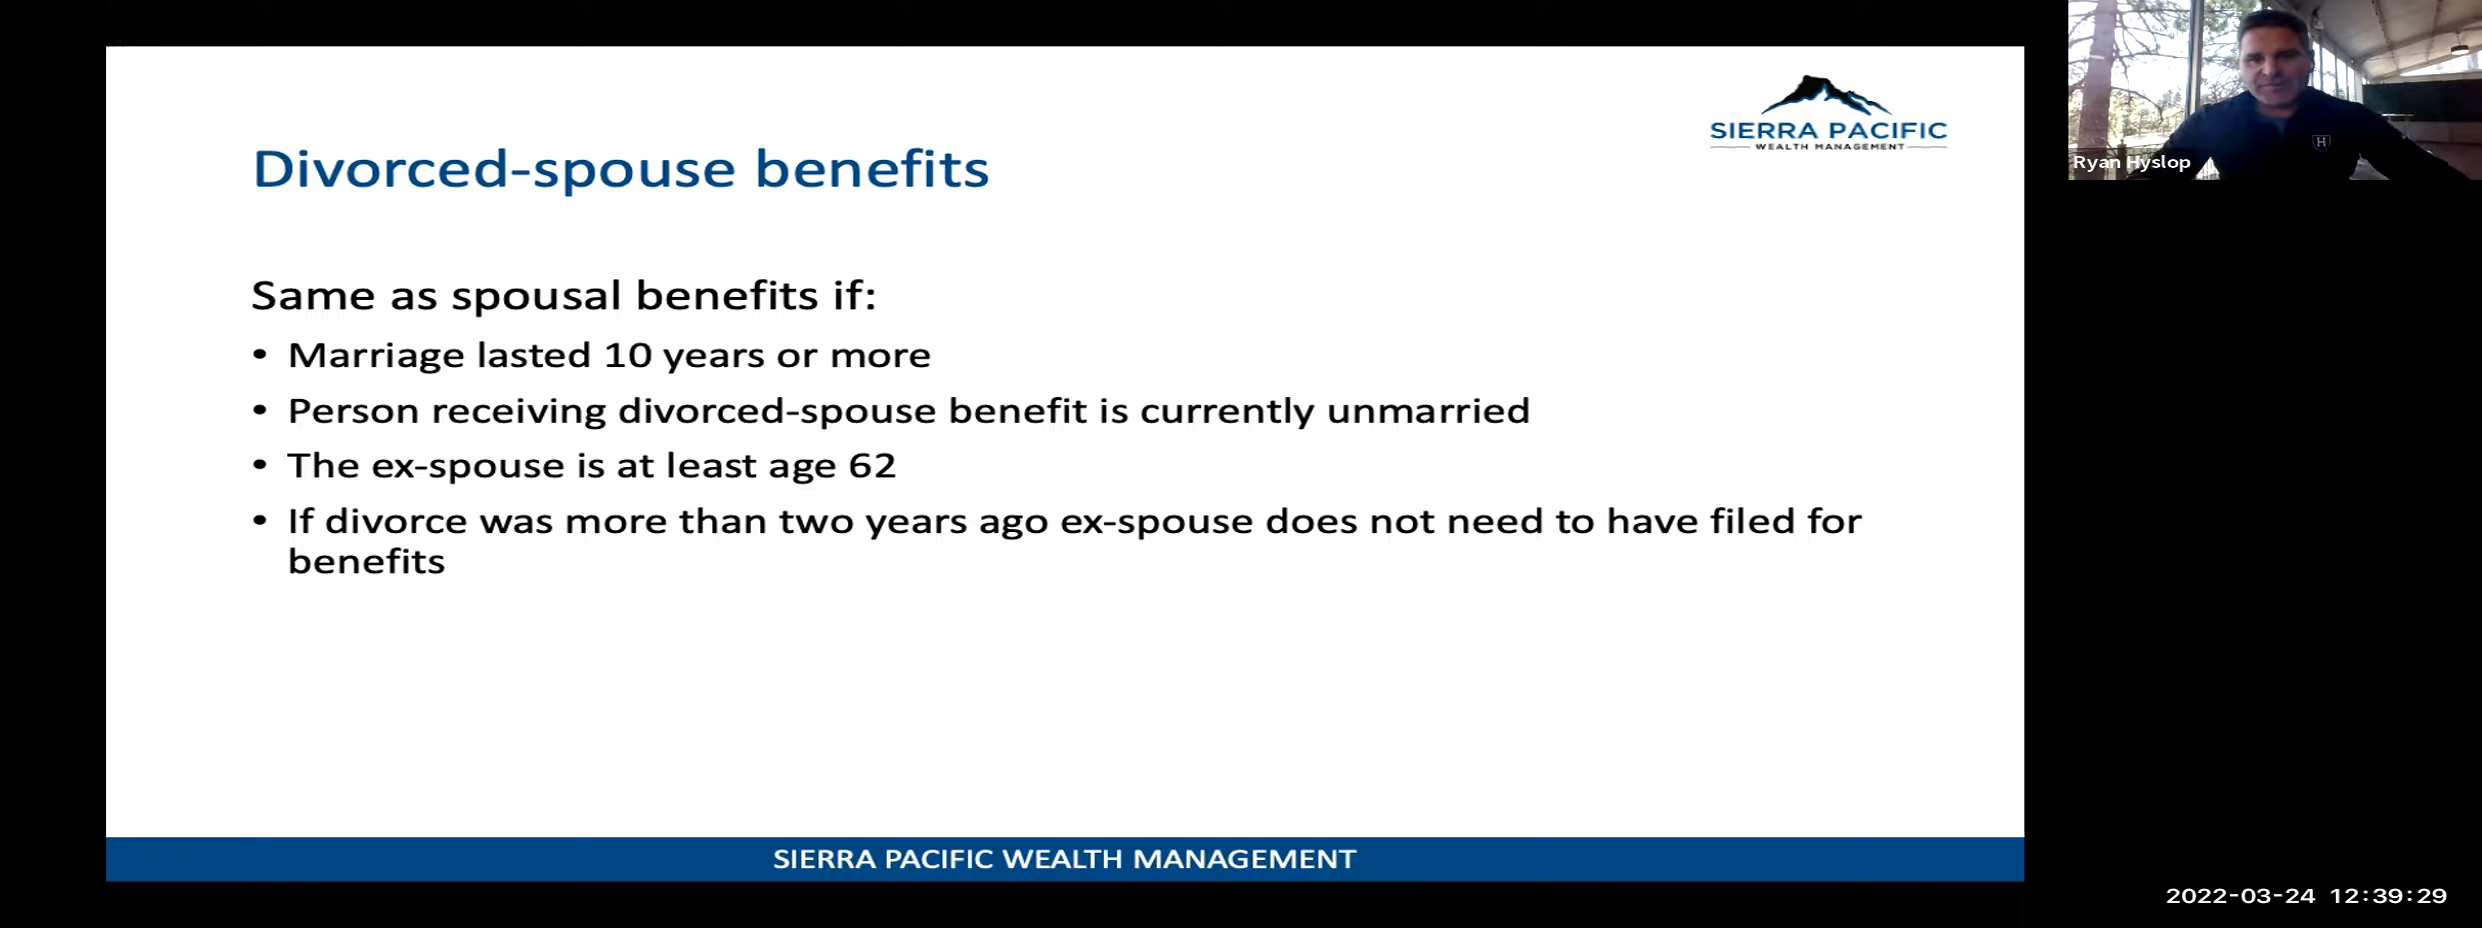 SIERRA PACIFIC
WEALTH MANAGEMENT
Divorced-spouse benefits
Same as spousal benefits if:
• Marriage lasted 10 years or more
• Person receiving divorced-spouse benefit is currently unmarried
• The ex-spouse is at least age 62
• If divorce was more than two years ago ex-spouse does not need to have filed for
benefits
SIERRA PACIFIC WEALTH MANAGEMENT
H
Ryan Hyslop
2022-03-24 12:39:29